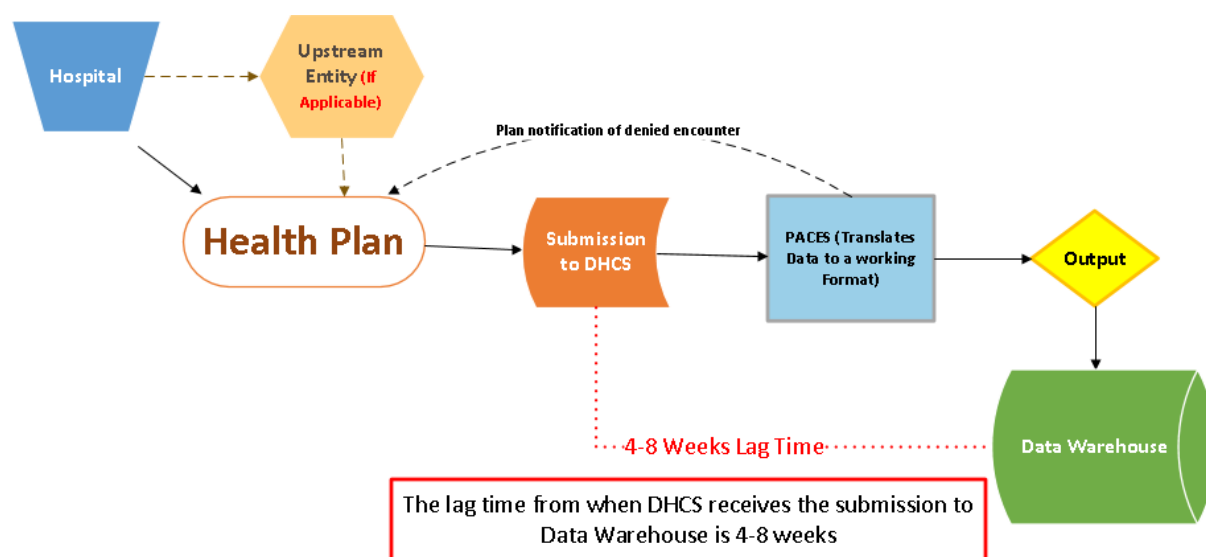 Hospital
Upstream
Entity (If
Applicable)
Plan notification of denied encounter
Health Plan
Submission
to DHCS
PACES (Translates
Data to a working
Format)
Output
Data Warehouse
4-8 Weeks Lag Time
The lag time from when DHCS receives the submission to
Data Warehouse is 4-8 weeks